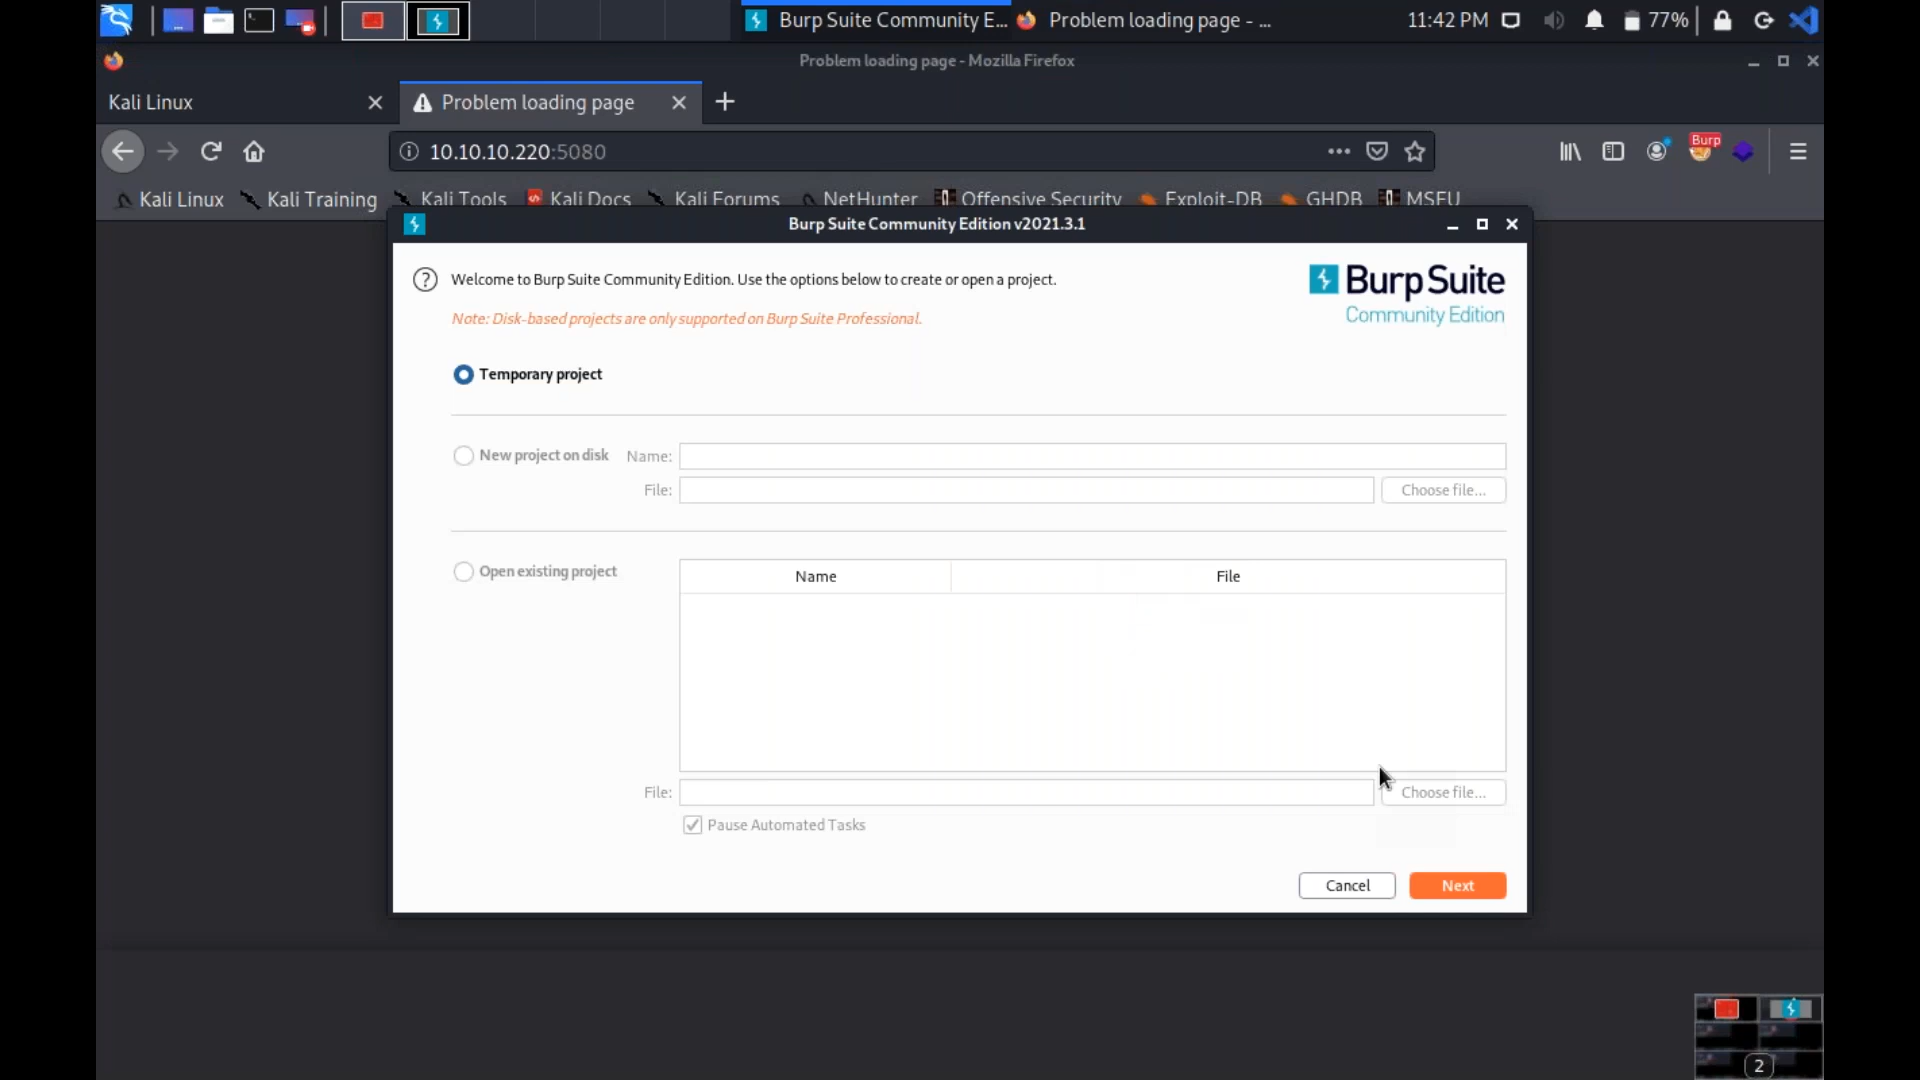 Burp Suite Community E...
Problem loading page - ...
11:42 PM
77%
Problem loading page - Mozilla Firefox
Kali Linux
Problem loading page
10.10.10.220:5080
Burp
Kali Linux
Kali Training
Kali Tools
Kali Docs
Kali Forums
NetHunter
Offensive Security
Exploit-DB
GHDB
MSFU
Burp Suite Community Edition v2021.3.1
Welcome to Burp Suite Community Edition. Use the options below to create or open a project.
Note: Disk-based projects are only supported on Burp Suite Professional.
Burp Suite
Community Edition
Temporary project
New project on disk
Name:
File:
Choose file...
Open existing project
Name
File
File:
Choose file...
Pause Automated Tasks
Cancel
Next
2